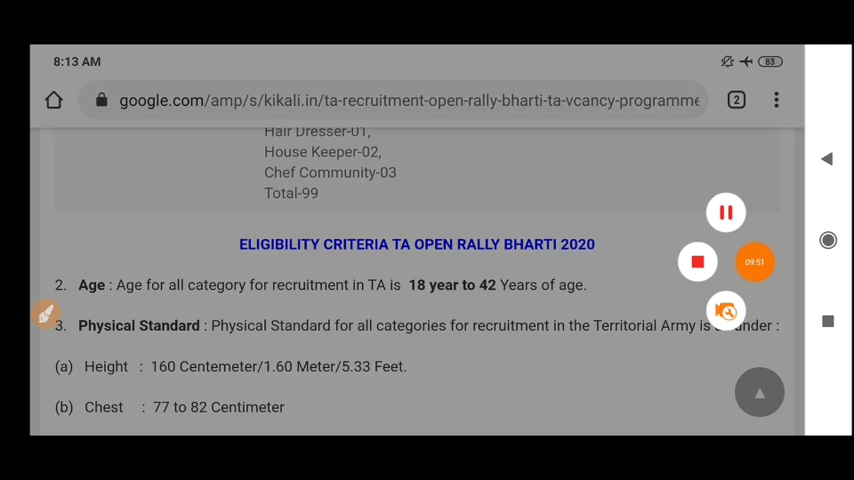 8:13 AM
83
google.com/amp/s/kikali.in/ta-recruitment-open-rally-bharti-ta-vcancy-programme
2
Hair Dresser-01,
House Keeper-02,
Chef Community-03
Total-99
ELIGIBILITY CRITERIA TA OPEN RALLY BHARTI 2020
2. Age : Age for all category for recruitment in TA is 18 year to 42 Years of age.
09:51
3. Physical Standard : Physical Standard for all categories for recruitment in the Territorial Army is as under :
(a) Height : 160 Centemeter/1.60 Meter/5.33 Feet.
(b) Chest : 77 to 82 Centimeter